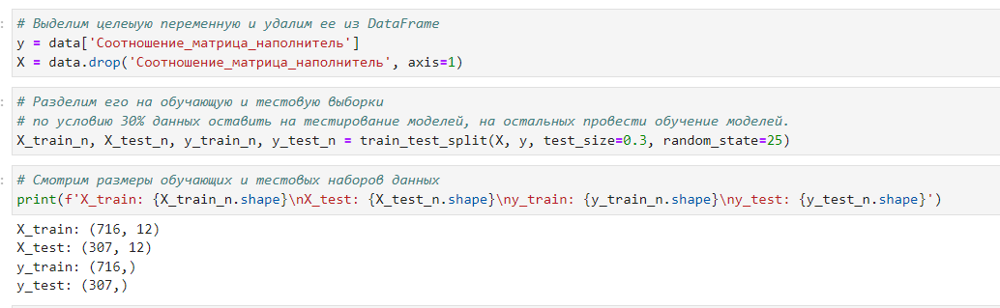 # Выделим целеыую переменную и удалим ее из DataFrame
y = data['Соотношение_матрица_наполнитель']
X = data.drop('Соотношение_матрица_наполнитель', axis=1)
# Разделим его на обучающую и тестовую выборки
# по условию 30% данных оставить на тестирование моделей, на остальных провести обучение моделей.
X_train_n, X_test_n, y_train_n, y_test_n = train_test_split(X, y, test_size=0.3, random_state=25)
# Смотрим размеры обучающих и тестовых наборов данных
print(f'X_train: {X_train_n.shape}\nX_test: {X_test_n.shape}\ny_train: {y_train_n.shape}\ny_test: {y_test_n.shape}')
X_train: (716, 12)
X_test: (307, 12)
y_train: (716,)
y_test: (307,)